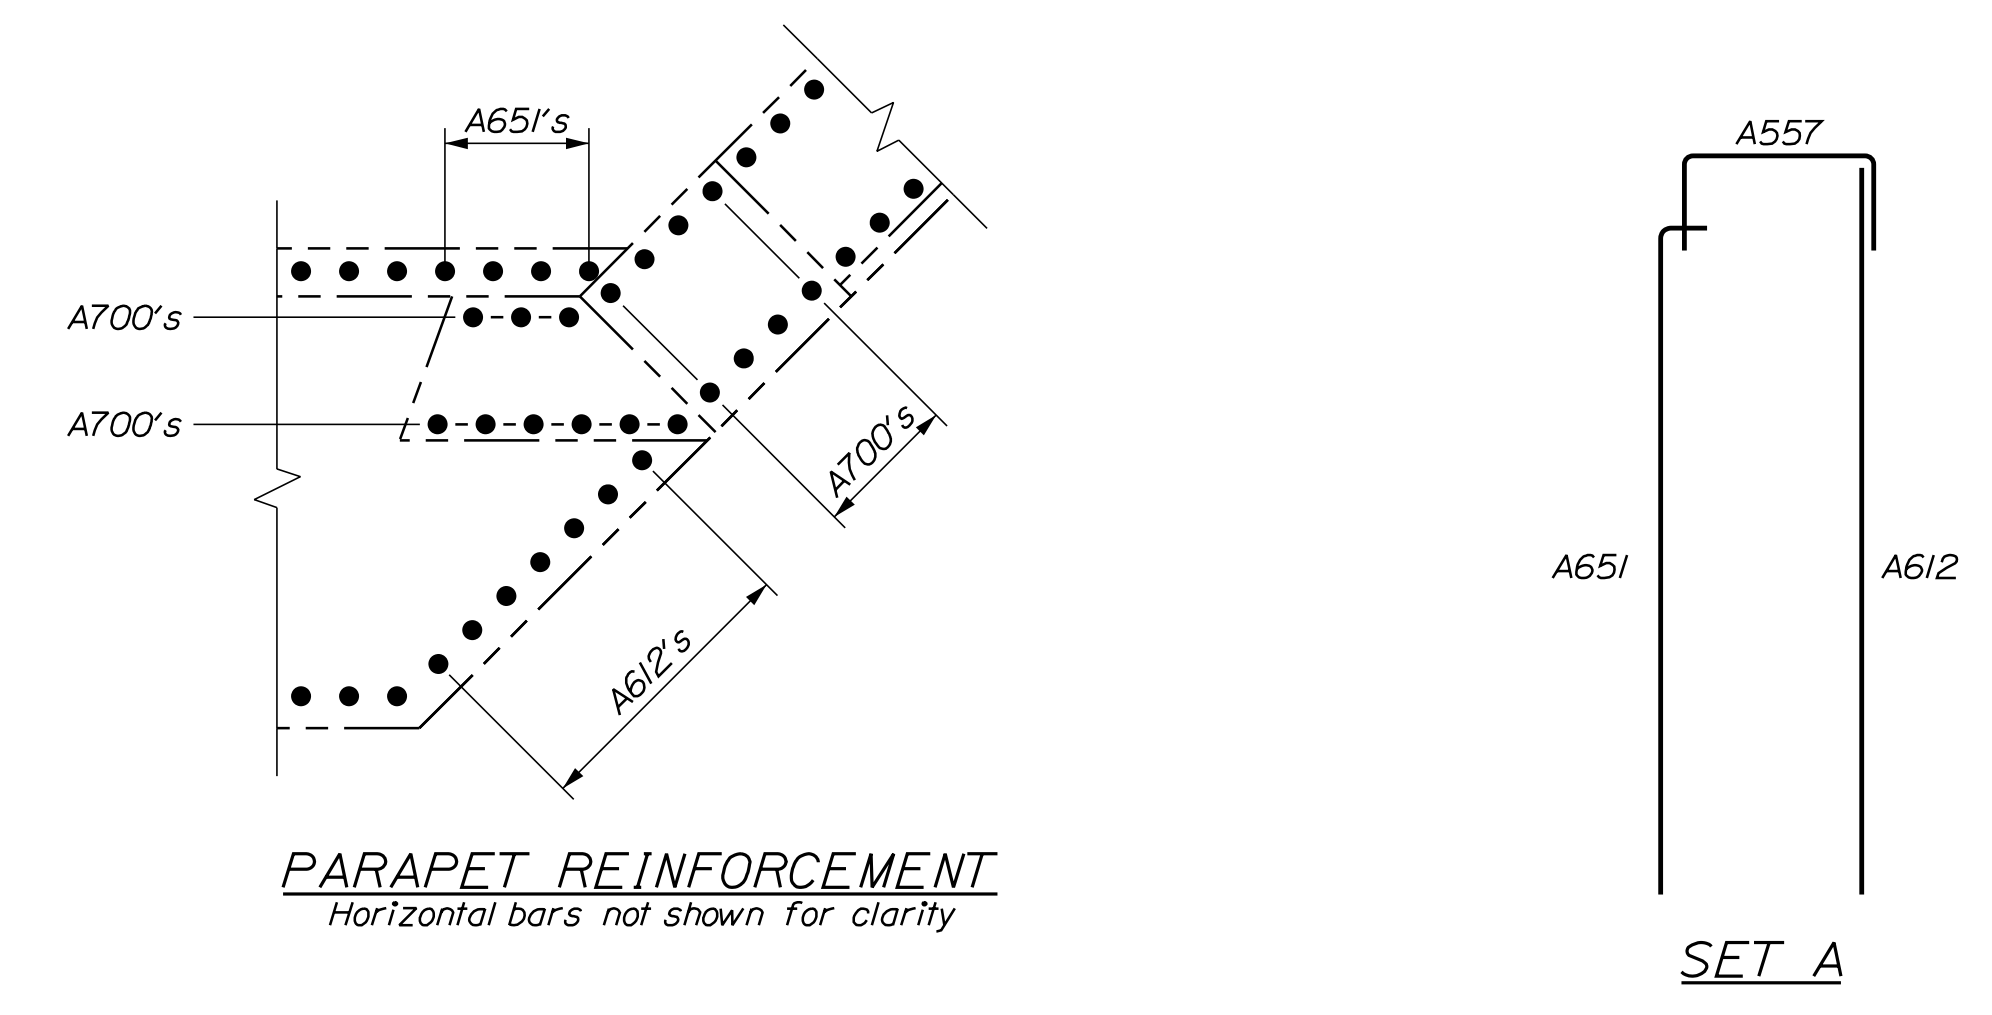 A651's
A557
A700's
A700's
A700's
A651
A612
A612's
PARAPET REINFORCEMENT
Horizontal bars not shown for clarity
SET A